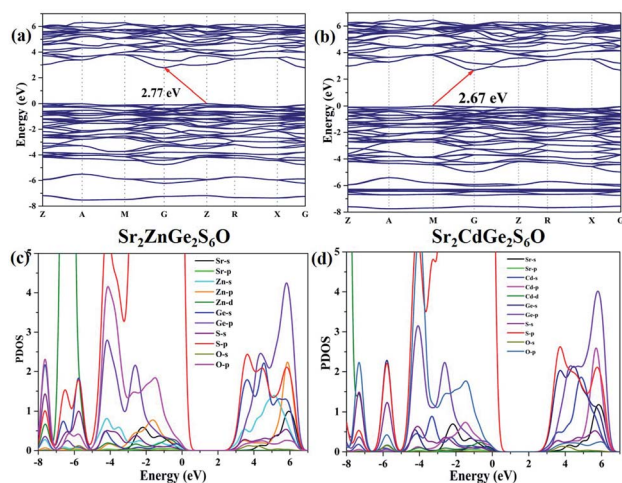 (a)
Energy (eV)
6
4
2
0
-2
-4
-6
-8
2.77 eV
Z A M G Z R X G
(b)
Energy (eV)
6
4
2
0
-2
-4
-6
-8
2.67 eV
Z A M G Z R X G
Sr₂ZnGe₂S₆O
Sr₂CdGe₂S₆O
(c)
PDOS
5
4
3
2
1
0
Sr-s
Sr-p
Zn-s
Zn-p
Zn-d
Ge-s
Ge-p
S-s
S-p
O-s
O-p
-8 -6 -4 -2 0 2 4 6
Energy (eV)
(d)
PDOS
5
4
3
2
1
0
Sr-s
Sr-p
Cd-s
Cd-p
Cd-d
Ge-s
Ge-p
S-s
S-p
O-s
O-p
-8 -6 -4 -2 0 2 4 6
Energy (eV)